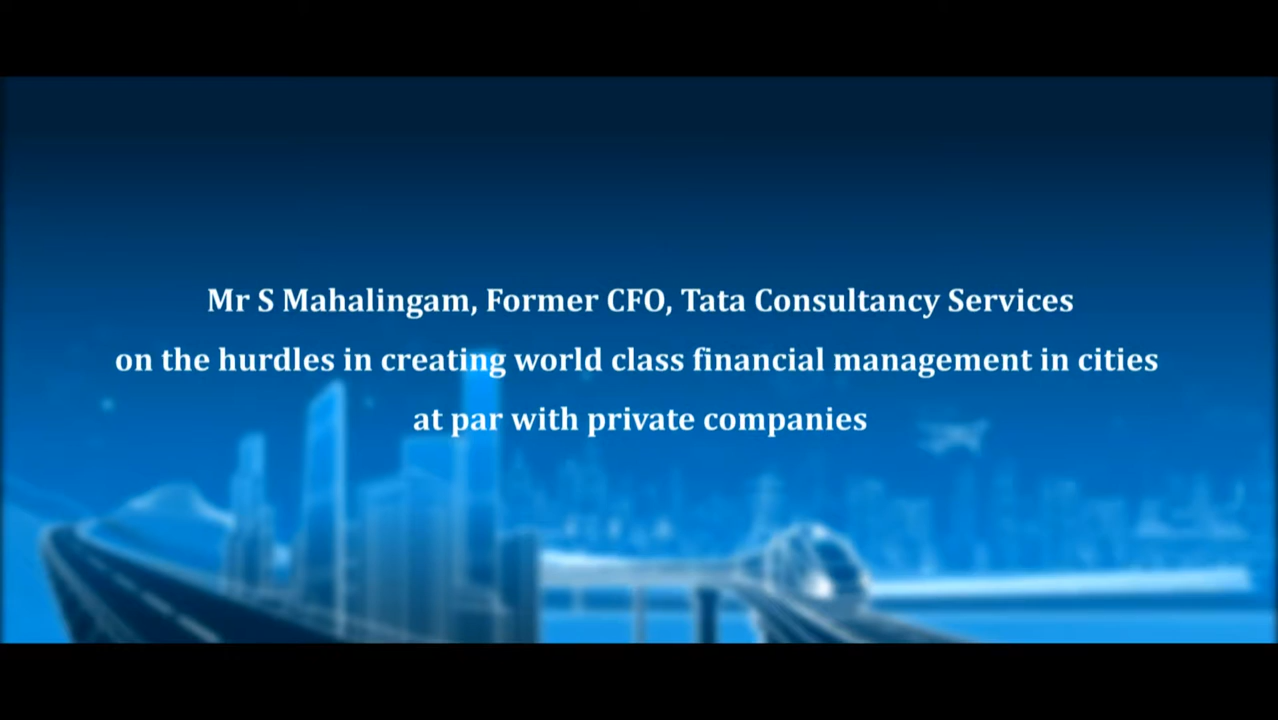 Mr S Mahalingam, Former CFO, Tata Consultancy Services
on the hurdles in creating world class financial management in cities
at par with private companies